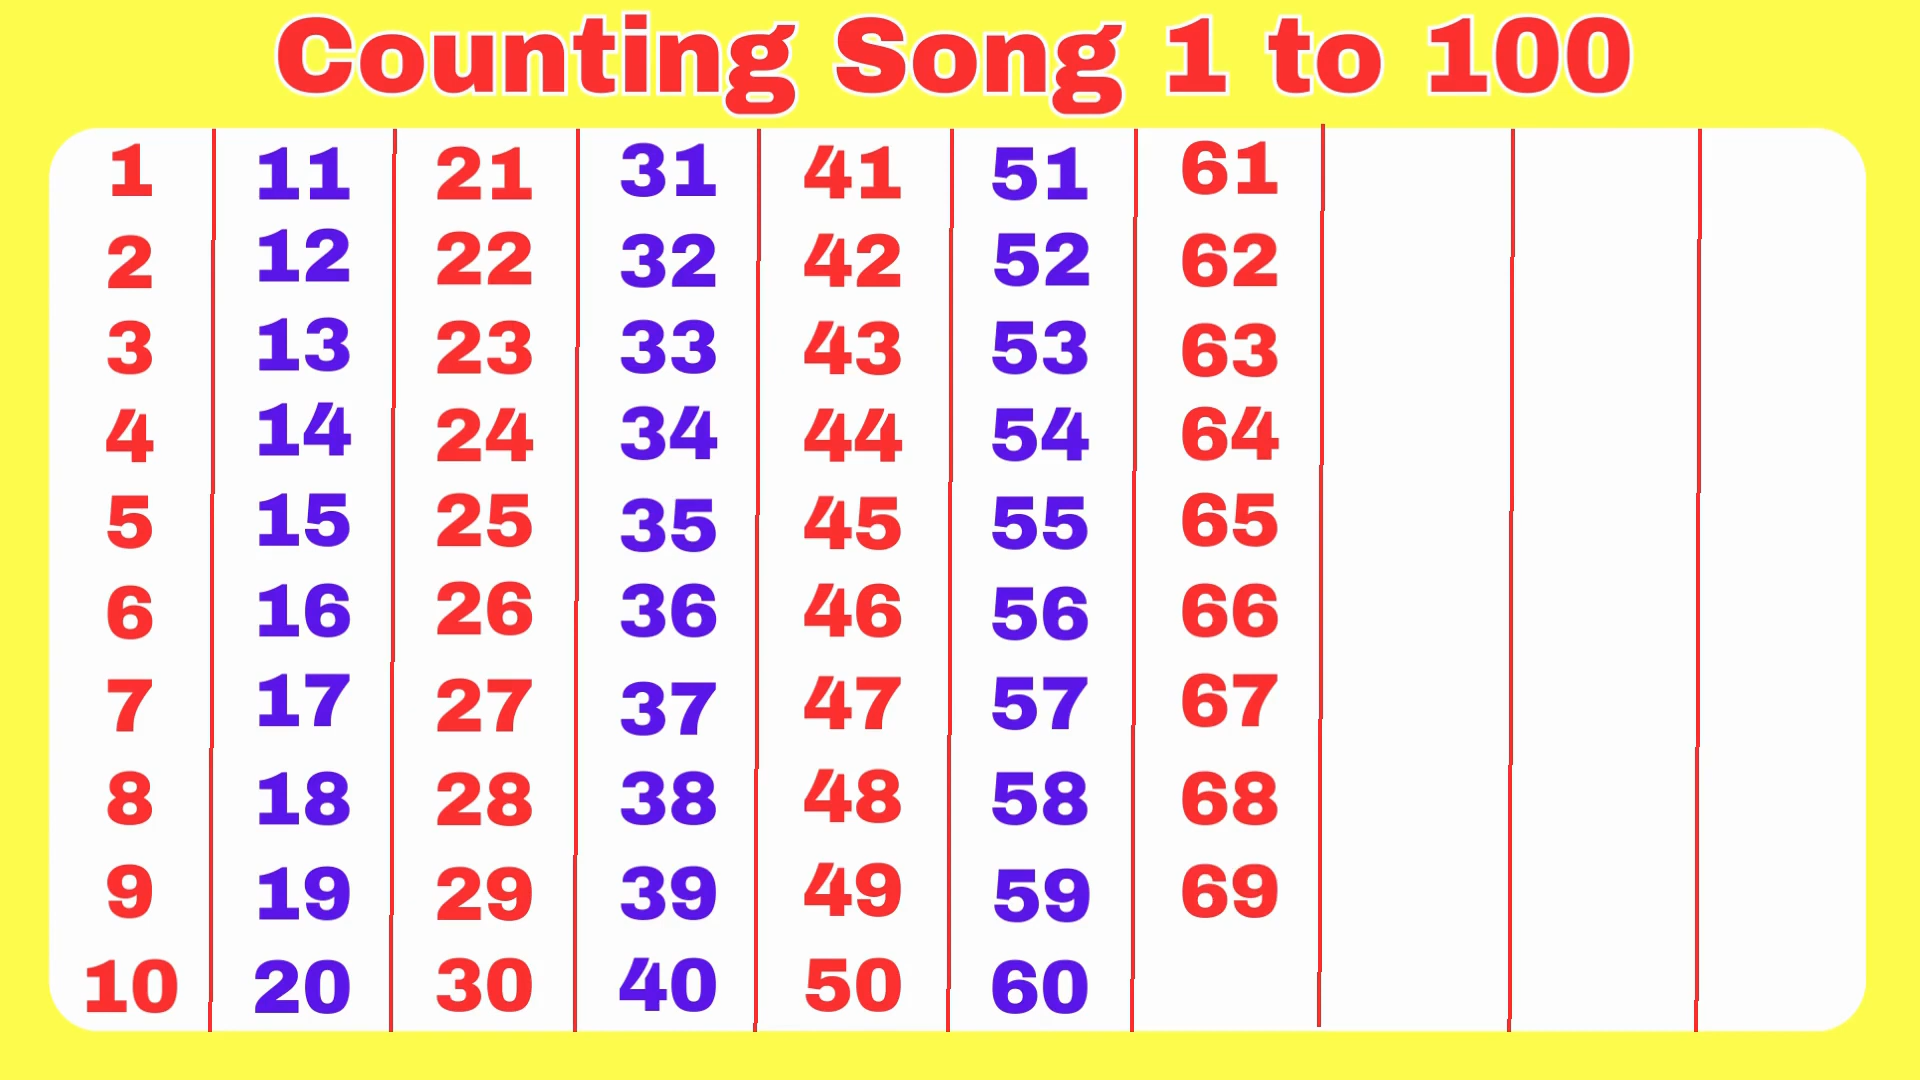 Counting Song 1 to 100
1 11 21 31 41 51 61
2 12 22 32 42 52 62
3 13 23 33 43 53 63
4 14 24 34 44 54 64
5 15 25 35 45 55 65
6 16 26 36 46 56 66
7 17 27 37 47 57 67
8 18 28 38 48 58 68
9 19 29 39 49 59 69
10 20 30 40 50 60